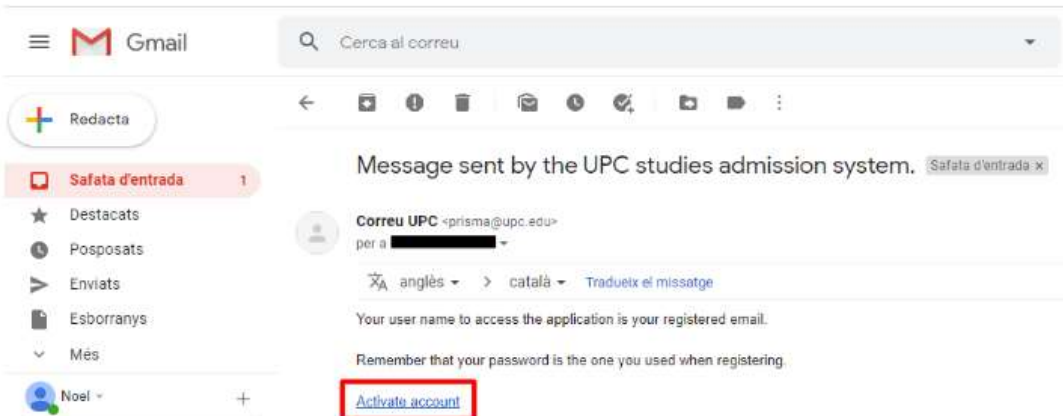 Gmail
Cerca al correu
Redacta
Safata d'entrada 1
Destacats
Posposats
Enviats
Esborranys
Més
Noel
Message sent by the UPC studies admission system. Safata d'entrada x
Correu UPC <prisma@upc.edu>
per a
anglès > català Tradueix el missatge
Your user name to access the application is your registered email.
Remember that your password is the one you used when registering.
Activate account